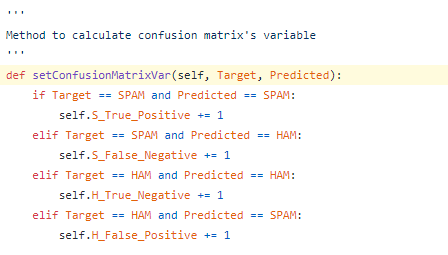 '''
Method to calculate confusion matrix's variable
'''
def setConfusionMatrixVar(self, Target, Predicted):
    if Target == SPAM and Predicted == SPAM:
        self.S_True_Positive += 1
    elif Target == SPAM and Predicted == HAM:
        self.S_False_Negative += 1
    elif Target == HAM and Predicted == HAM:
        self.H_True_Negative += 1
    elif Target == HAM and Predicted == SPAM:
        self.H_False_Positive += 1